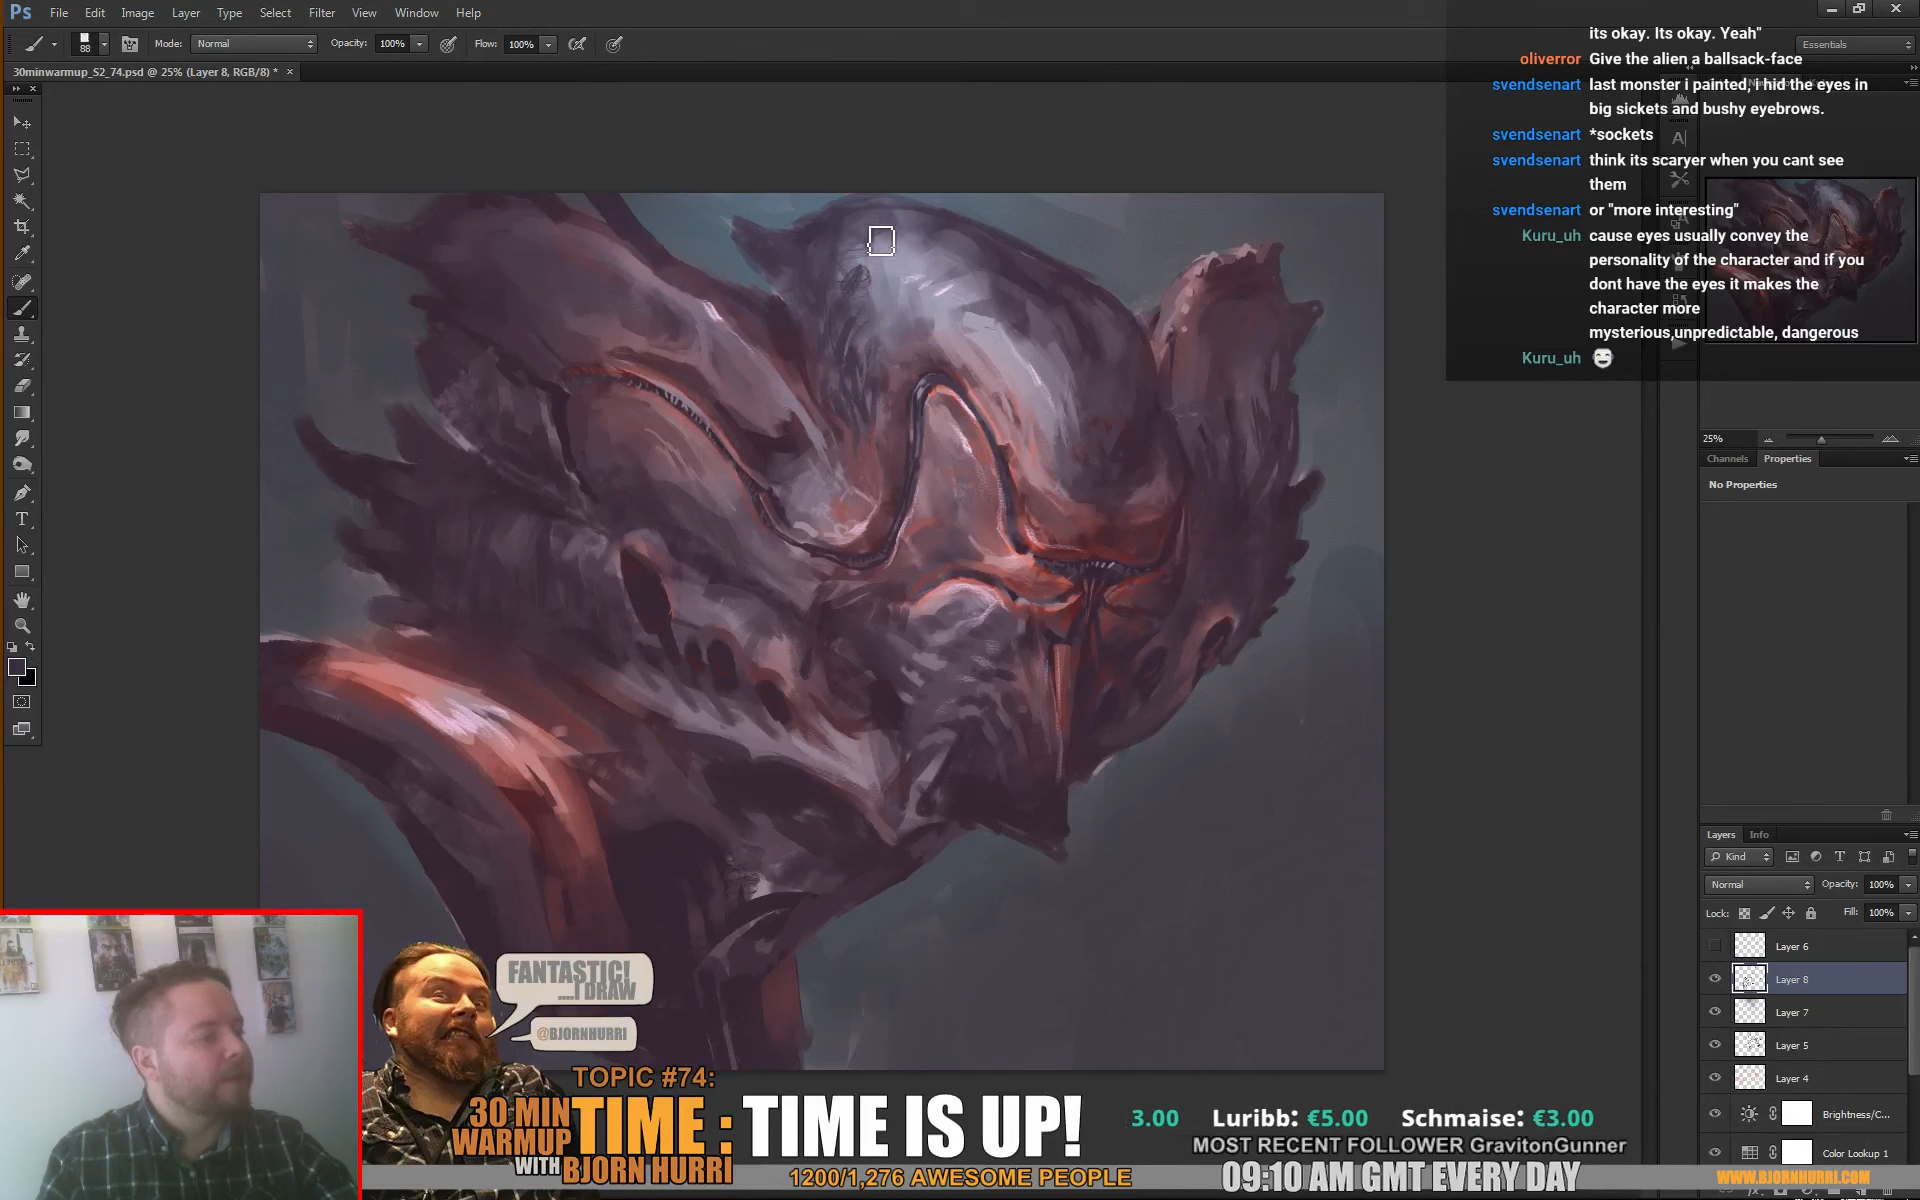 Ps File Edit Image Layer Type Select Filter View Window Help
88 Mode: Normal Opacity: 100% Flow: 100% Essentials
30minwarmup_S2_74.psd @ 25% (Layer 8, RGB/8) *
its okay. Its okay. Yeah"
oliverror Give the alien a ballsack-face
svendsenart last monster i painted, i hid the eyes in
big sickets and bushy eyebrows.
svendsenart *sockets
svendsenart think its scaryer when you cant see
them
svendsenart or "more interesting"
Kuru_uh cause eyes usually convey the
personality of the character and if you
dont have the eyes it makes the
character more
mysterious,unpredictable, dangerous
Kuru_uh
25%
Channels Properties
No Properties
Layers Info
Kind
Normal Opacity: 100%
Lock: Fill: 100%
Layer 6
Layer 8
Layer 7
Layer 5
Layer 4
Brightness/C...
Color Lookup 1
FANTASTIC!
....I DRAW
@BJORNHURRI
TOPIC #74:
30 MIN
WARMUP
WITH BJORN HURRI
TIME : TIME IS UP!
1200/1,276 AWESOME PEOPLE
3.00 Luribb: €5.00 Schmaise: €3.00
MOST RECENT FOLLOWER GravitonGunner
09:10 AM GMT EVERY DAY
WWW.BJORNHURRI.COM